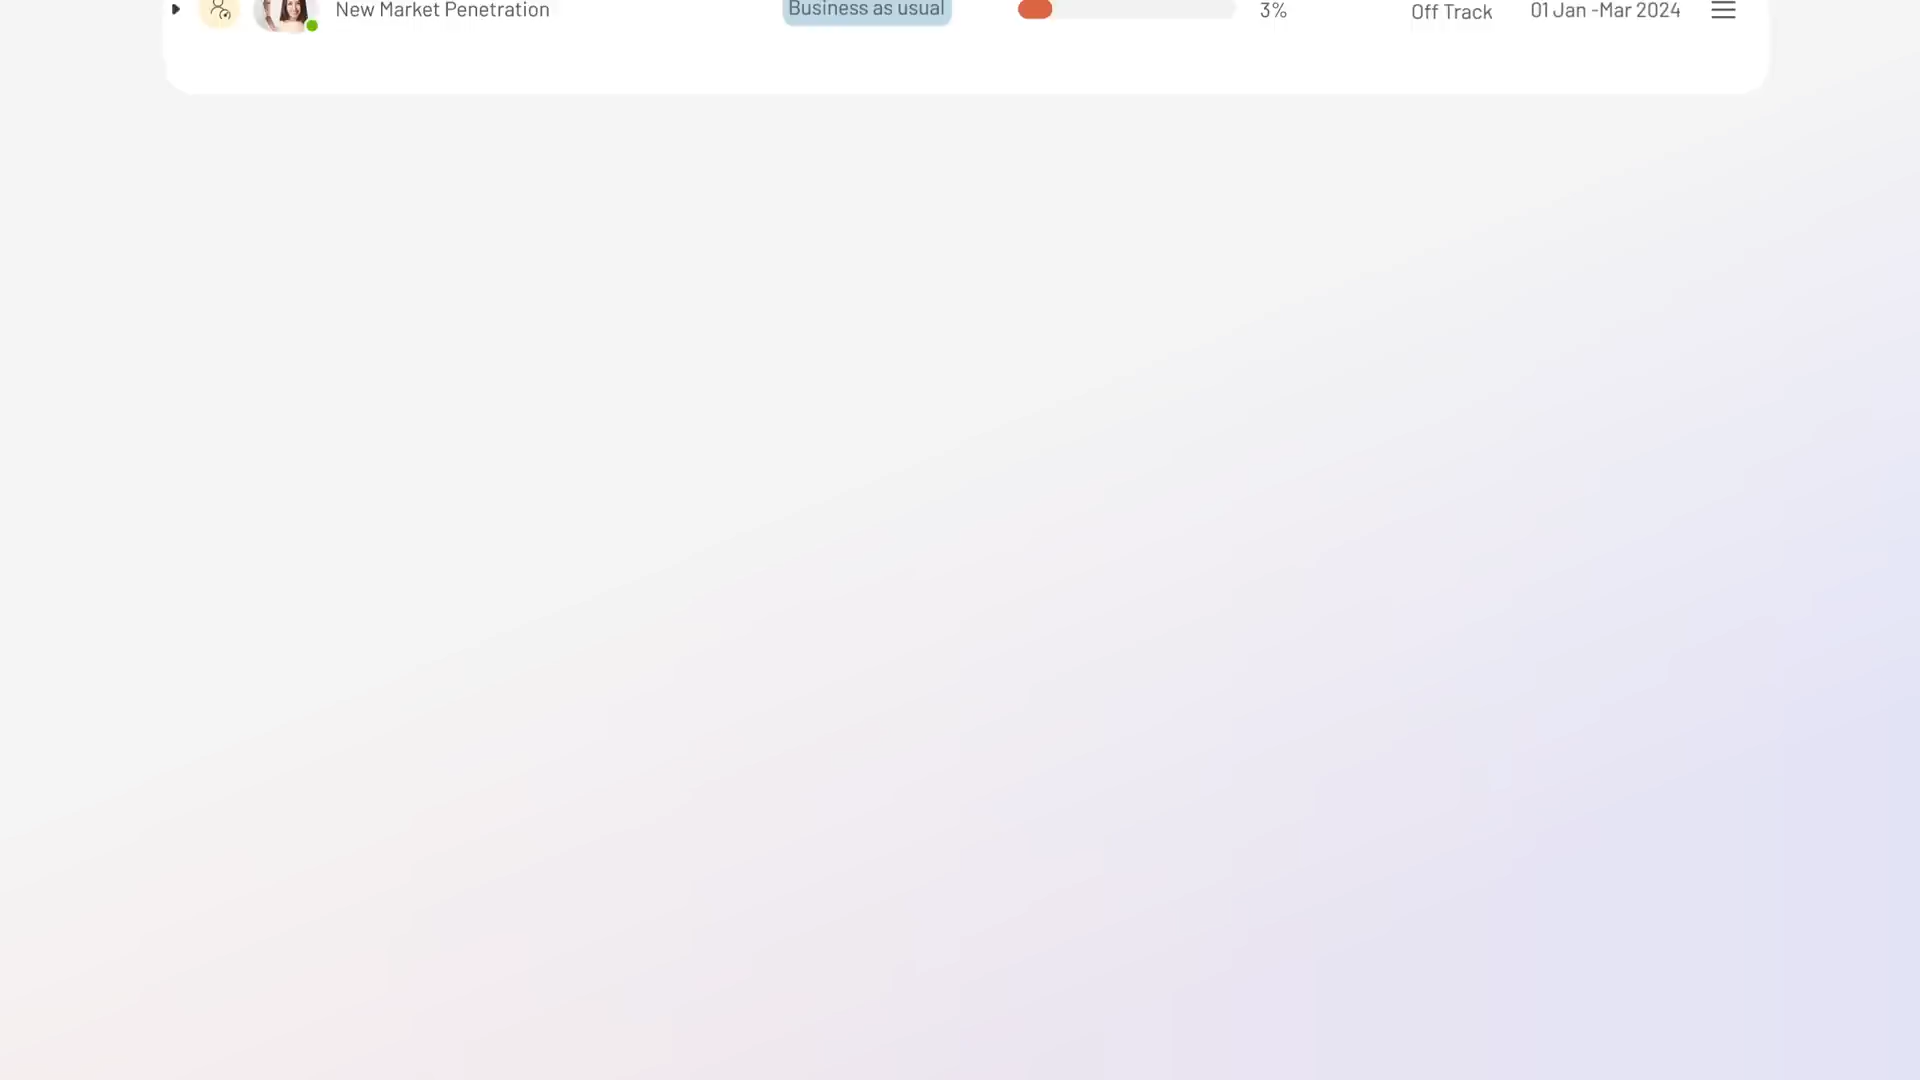 New Market Penetration Business as usual 3% Off Track 01 Jan -Mar 2024